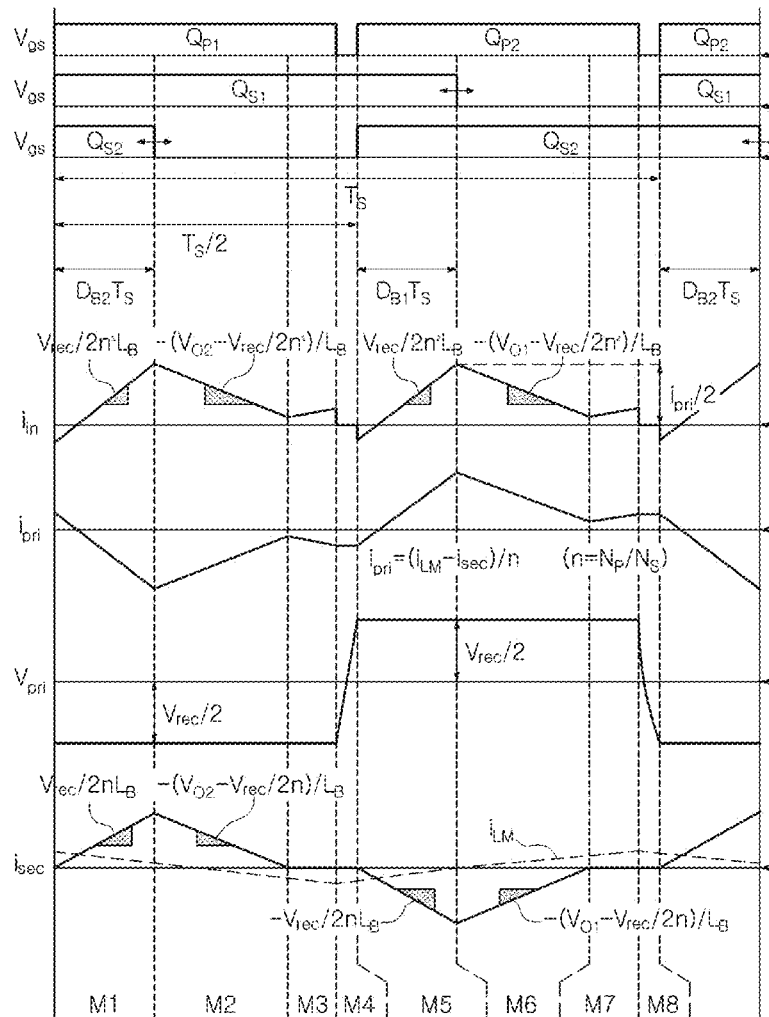 Vgs QP1 QP2 QP2
Vgs QS1 QS1
Vgs QS2 QS2
TS
TS/2
DB2TS DB1TS DB2TS
Vrec/2n²LB -(VO2-Vrec/2n²)/LB Vrec/2n²LB -(VO1-Vrec/2n²)/LB
ipri/2
iin
ipri
ipri=(iLM-isec)/n (n=NP/NS)
Vrec/2
Vpri
Vrec/2
Vrec/2nLB -(VO2-Vrec/2n)/LB
iLM
isec
-Vrec/2nLB -(VO1-Vrec/2n)/LB
M1 M2 M3 M4 M5 M6 M7 M8